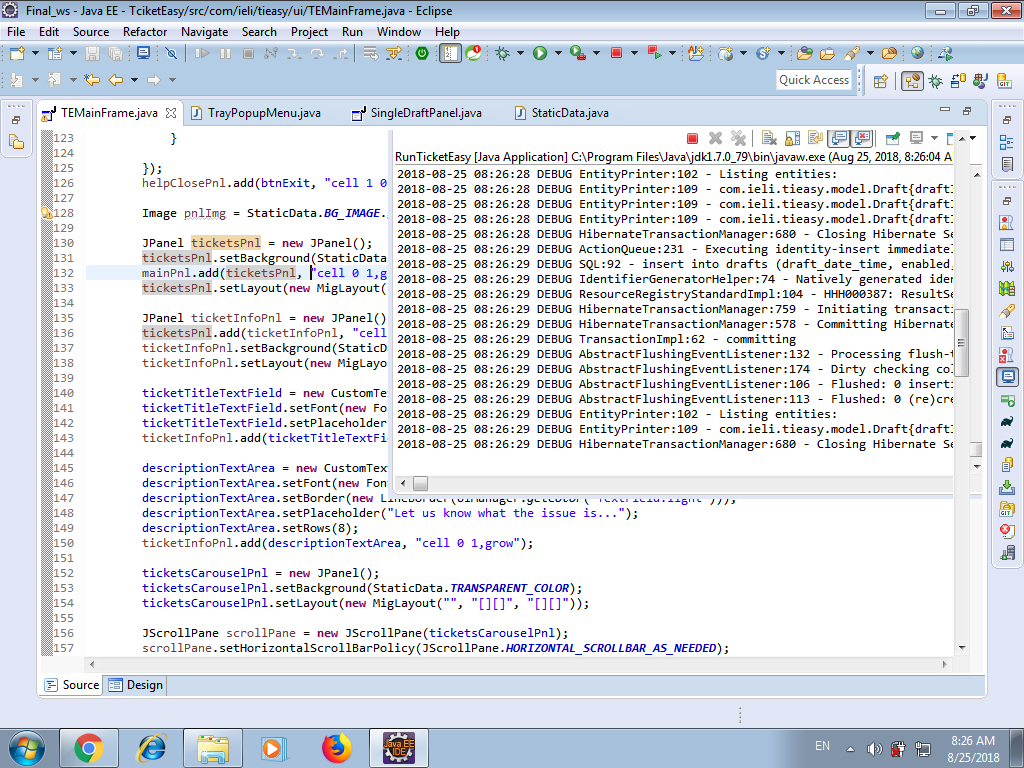 Final_ws - Java EE - TciketEasy/src/com/ieli/tieasy/ui/TEMainFrame.java - Eclipse
File Edit Source Refactor Navigate Search Project Run Window Help
Quick Access
TEMainFrame.java TrayPopupMenu.java SingleDraftPanel.java StaticData.java
RunTicketEasy [Java Application] C:\Program Files\Java\jdk1.7.0_79\bin\javaw.exe (Aug 25, 2018, 8:26:04 A
2018-08-25 08:26:28 DEBUG EntityPrinter:102 - Listing entities:
2018-08-25 08:26:28 DEBUG EntityPrinter:109 - com.ieli.tieasy.model.Draft{draftI
2018-08-25 08:26:28 DEBUG EntityPrinter:109 - com.ieli.tieasy.model.Draft{draftI
2018-08-25 08:26:28 DEBUG EntityPrinter:109 - com.ieli.tieasy.model.Draft{draftI
2018-08-25 08:26:28 DEBUG HibernateTransactionManager:680 - Closing Hibernate Se
2018-08-25 08:26:29 DEBUG ActionQueue:231 - Executing identity-insert immediatel
2018-08-25 08:26:29 DEBUG SQL:92 - insert into drafts (draft_date_time, enabled,
2018-08-25 08:26:29 DEBUG IdentifierGeneratorHelper:74 - Natively generated iden
2018-08-25 08:26:29 DEBUG ResourceRegistryStandardImpl:104 - HHH000387: ResultSe
2018-08-25 08:26:29 DEBUG HibernateTransactionManager:759 - Initiating transacti
2018-08-25 08:26:29 DEBUG HibernateTransactionManager:578 - Committing Hibernate
2018-08-25 08:26:29 DEBUG TransactionImpl:62 - committing
2018-08-25 08:26:29 DEBUG AbstractFlushingEventListener:132 - Processing flush-t
2018-08-25 08:26:29 DEBUG AbstractFlushingEventListener:174 - Dirty checking col
2018-08-25 08:26:29 DEBUG AbstractFlushingEventListener:106 - Flushed: 0 inserti
2018-08-25 08:26:29 DEBUG AbstractFlushingEventListener:113 - Flushed: 0 (re)cre
2018-08-25 08:26:29 DEBUG EntityPrinter:102 - Listing entities:
2018-08-25 08:26:29 DEBUG EntityPrinter:109 - com.ieli.tieasy.model.Draft{draftI
2018-08-25 08:26:29 DEBUG HibernateTransactionManager:680 - Closing Hibernate Se
123 }
124
125 });
126 helpClosePnl.add(btnExit, "cell 1 0
127
128 Image pnlImg = StaticData.BG_IMAGE.
129
130 JPanel ticketsPnl = new JPanel();
131 ticketsPnl.setBackground(StaticData
132 mainPnl.add(ticketsPnl, "cell 0 1,g
133 ticketsPnl.setLayout(new MigLayout(
134
135 JPanel ticketInfoPnl = new JPanel()
136 ticketsPnl.add(ticketInfoPnl, "cell
137 ticketInfoPnl.setBackground(StaticD
138 ticketInfoPnl.setLayout(new MigLayo
139
140 ticketTitleTextField = new CustomTe
141 ticketTitleTextField.setFont(new Fo
142 ticketTitleTextField.setPlaceholder
143 ticketInfoPnl.add(ticketTitleTextFi
144
145 descriptionTextArea = new CustomTex
146 descriptionTextArea.setFont(new Fon
147 descriptionTextArea.setBorder(new LineBorder(UIManager.getColor("TextField.light")));
148 descriptionTextArea.setPlaceholder("Let us know what the issue is...");
149 descriptionTextArea.setRows(8);
150 ticketInfoPnl.add(descriptionTextArea, "cell 0 1,grow");
151
152 ticketsCarouselPnl = new JPanel();
153 ticketsCarouselPnl.setBackground(StaticData.TRANSPARENT_COLOR);
154 ticketsCarouselPnl.setLayout(new MigLayout("", "[][]", "[][]"));
155
156 JScrollPane scrollPane = new JScrollPane(ticketsCarouselPnl);
157 scrollPane.setHorizontalScrollBarPolicy(JScrollPane.HORIZONTAL_SCROLLBAR_AS_NEEDED);
Source Design
EN
8:26 AM
8/25/2018